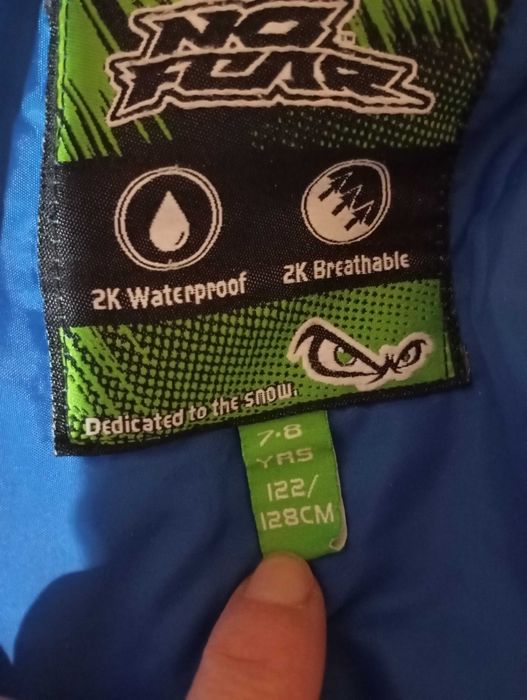 NO
FEAR
2K Waterproof
2K Breathable
Dedicated to the snow.
7-8
YRS
122/
128CM